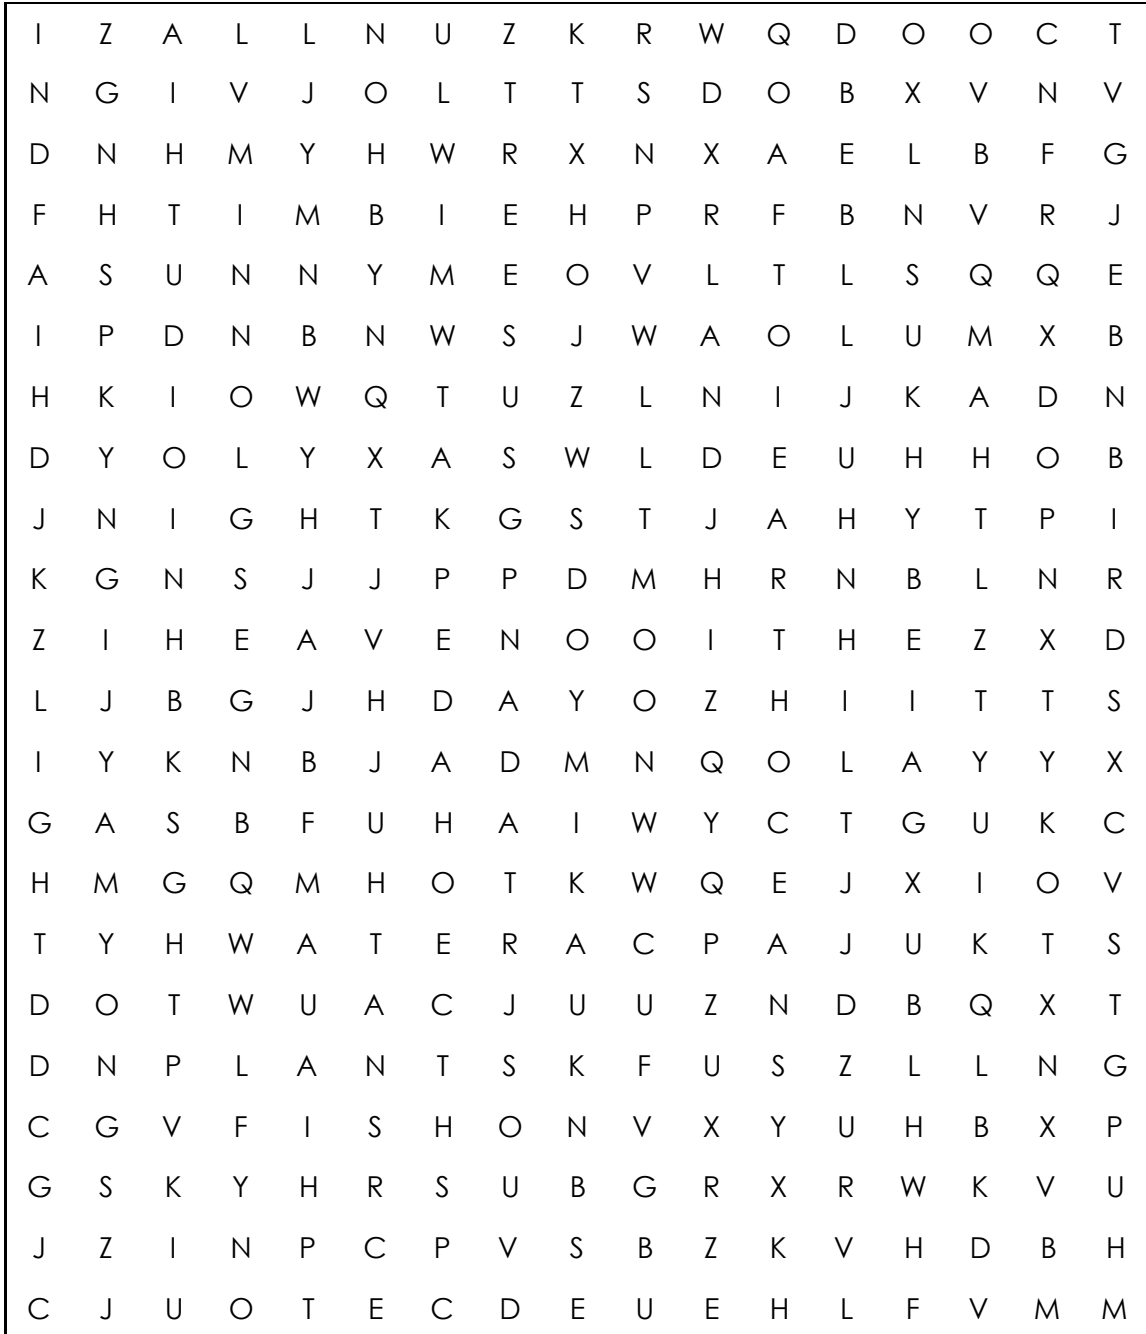 I Z A L L N U Z K R W Q D O O C T
N G I V J O L T T S D O B X V N V
D N H M Y H W R X N X A E L B F G
F H T I M B I E H P R F B N V R J
A S U N N Y M E O V L T L S Q Q E
I P D N B N W S J W A O L U M X B
H K I O W Q T U Z L N I J K A D N
D Y O L Y X A S W L D E U H H O B
J N I G H T K G S T J A H Y T P I
K G N S J J P P D M H R N B L N R
Z I H E A V E N O O I T H E Z X D
L J B G J H D A Y O Z H I I T T S
I Y K N B J A D M N Q O L A Y Y X
G A S B F U H A I W Y C T G U K C
H M G Q M H O T K W Q E J X I O V
T Y H W A T E R A C P A J U K T S
D O T W U A C J U U Z N D B Q X T
D N P L A N T S K F U S Z L L N G
C G V F I S H O N V X Y U H B X P
G S K Y H R S U B G R X R W K V U
J Z I N P C P V S B Z K V H D B H
C J U O T E C D E U E H L F V M M